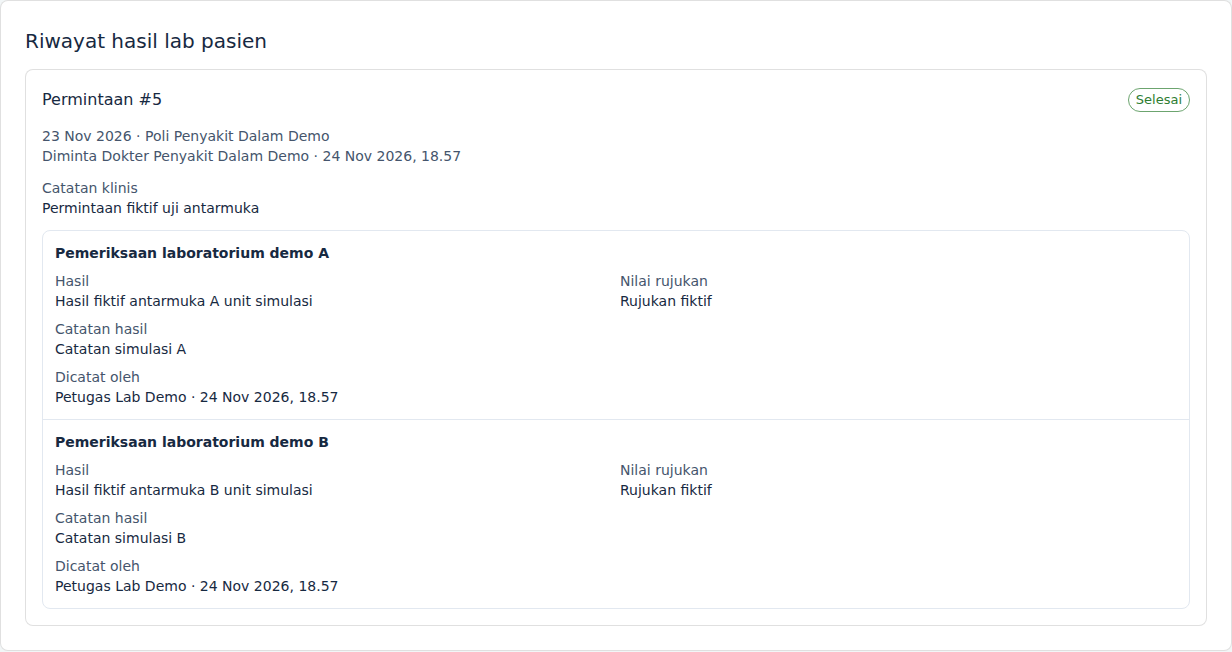 Riwayat hasil lab pasien
Permintaan #5
Selesai
23 Nov 2026 · Poli Penyakit Dalam Demo
Diminta Dokter Penyakit Dalam Demo · 24 Nov 2026, 18.57
Catatan klinis
Permintaan fiktif uji antarmuka
Pemeriksaan laboratorium demo A
Hasil
Hasil fiktif antarmuka A unit simulasi
Nilai rujukan
Rujukan fiktif
Catatan hasil
Catatan simulasi A
Dicatat oleh
Petugas Lab Demo · 24 Nov 2026, 18.57
Pemeriksaan laboratorium demo B
Hasil
Hasil fiktif antarmuka B unit simulasi
Nilai rujukan
Rujukan fiktif
Catatan hasil
Catatan simulasi B
Dicatat oleh
Petugas Lab Demo · 24 Nov 2026, 18.57